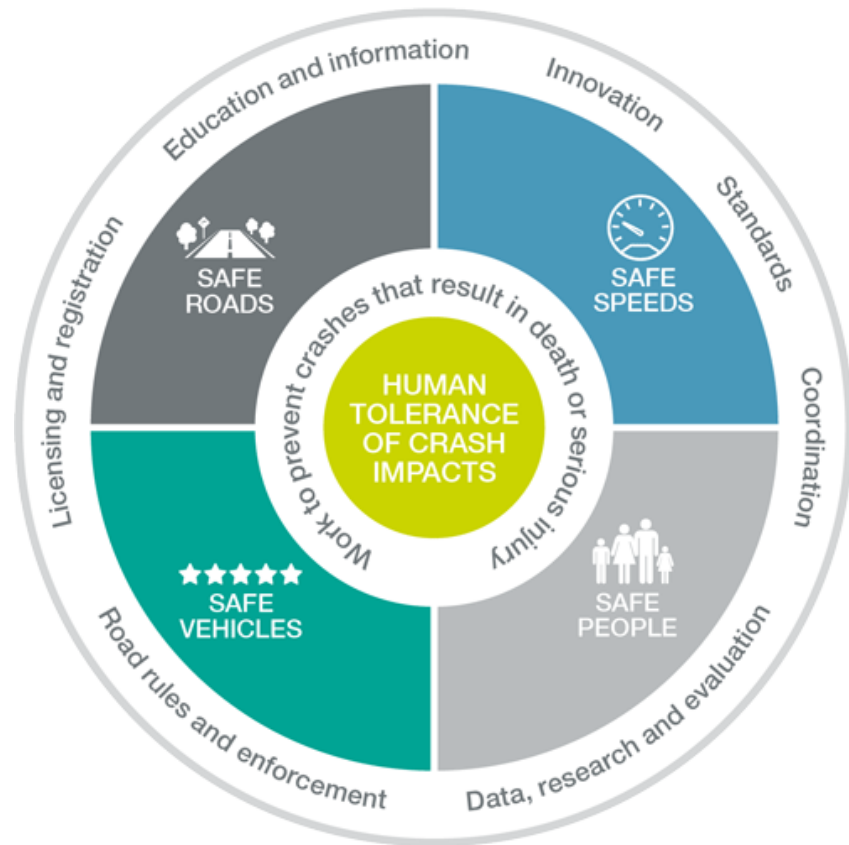 Education and information
Innovation
Standards
Coordination
Data, research and evaluation
Road rules and enforcement
Licensing and registration
SAFE
ROADS
SAFE
SPEEDS
SAFE
PEOPLE
SAFE
VEHICLES
Work to prevent crashes that result in death or serious injury
HUMAN
TOLERANCE
OF CRASH
IMPACTS